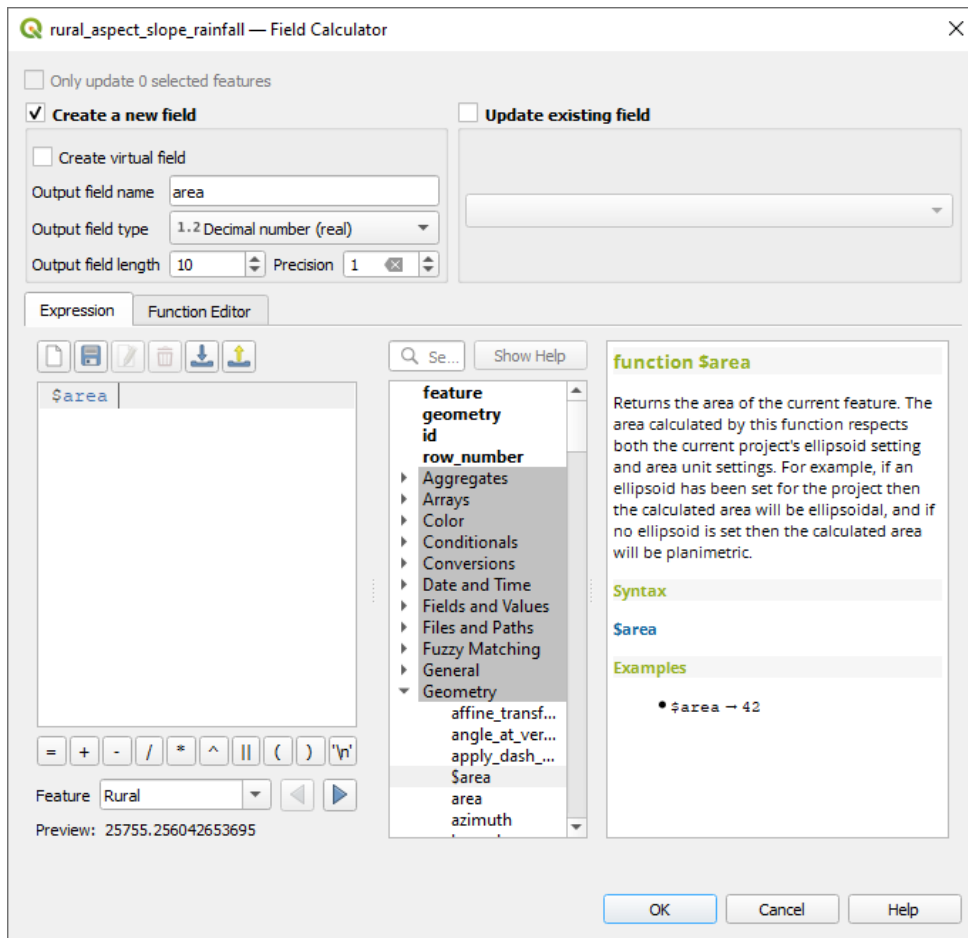 rural_aspect_slope_rainfall — Field Calculator
Only update 0 selected features
Create a new field
Update existing field
Create virtual field
Output field name area
Output field type 1.2 Decimal number (real)
Output field length 10 Precision 1
Expression
Function Editor
$area
= + - / * ^ || ( ) '\n'
Feature Rural
Preview: 25755.256042653695
Se...
Show Help
feature
geometry
id
row_number
Aggregates
Arrays
Color
Conditionals
Conversions
Date and Time
Fields and Values
Files and Paths
Fuzzy Matching
General
Geometry
affine_transf...
angle_at_ver...
apply_dash_...
$area
area
azimuth
function $area
Returns the area of the current feature. The
area calculated by this function respects
both the current project's ellipsoid setting
and area unit settings. For example, if an
ellipsoid has been set for the project then
the calculated area will be ellipsoidal, and if
no ellipsoid is set then the calculated area
will be planimetric.
Syntax
$area
Examples
• $area → 42
OK
Cancel
Help